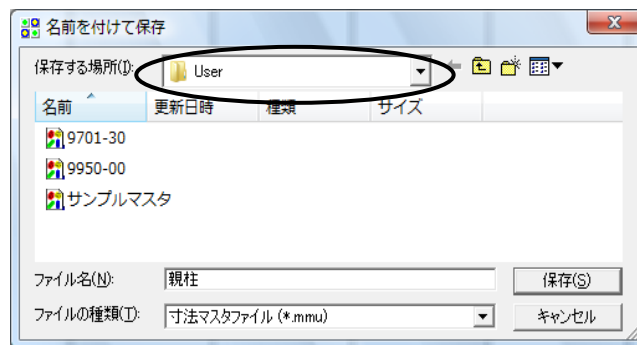 名前を付けて保存
保存する場所(I): User
名前 更新日時 種類 サイズ
9701-30
9950-00
サンプルマスタ
ファイル名(N): 親柱 保存(S)
ファイルの種類(T): 寸法マスタファイル (*.mmu) キャンセル